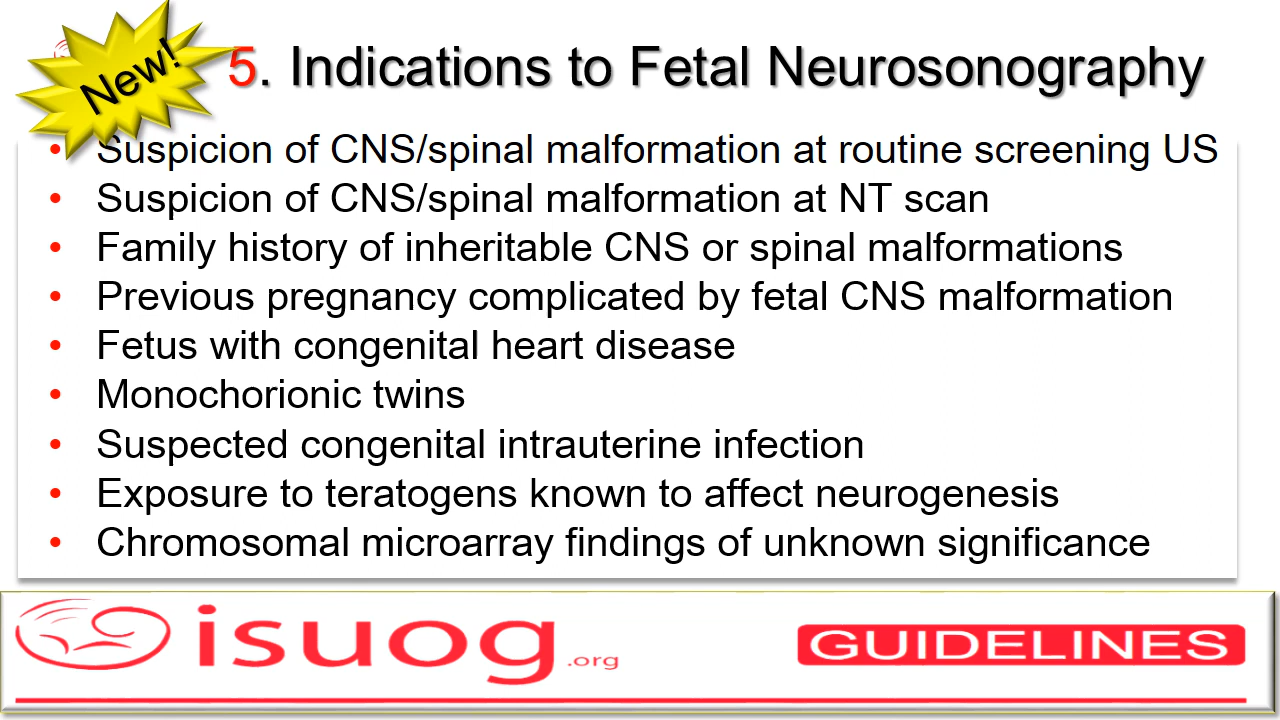 New!
5. Indications to Fetal Neurosonography
• Suspicion of CNS/spinal malformation at routine screening US
• Suspicion of CNS/spinal malformation at NT scan
• Family history of inheritable CNS or spinal malformations
• Previous pregnancy complicated by fetal CNS malformation
• Fetus with congenital heart disease
• Monochorionic twins
• Suspected congenital intrauterine infection
• Exposure to teratogens known to affect neurogenesis
• Chromosomal microarray findings of unknown significance
isuog.org
GUIDELINES